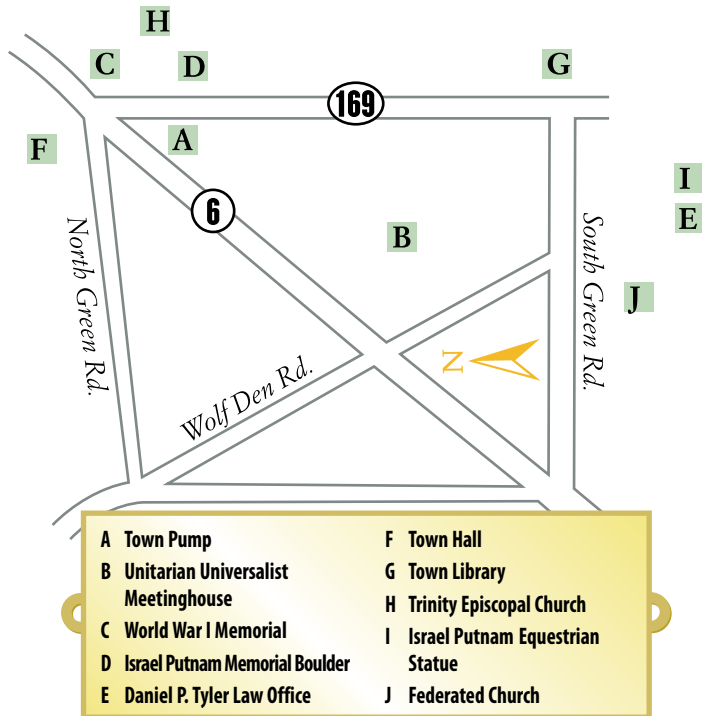 H
C
D
G
169
A
F
I
6
E
B
North Green Rd.
South Green Rd.
J
N
Wolf Den Rd.
A Town Pump
B Unitarian Universalist
Meetinghouse
C World War I Memorial
D Israel Putnam Memorial Boulder
E Daniel P. Tyler Law Office
F Town Hall
G Town Library
H Trinity Episcopal Church
I Israel Putnam Equestrian
Statue
J Federated Church